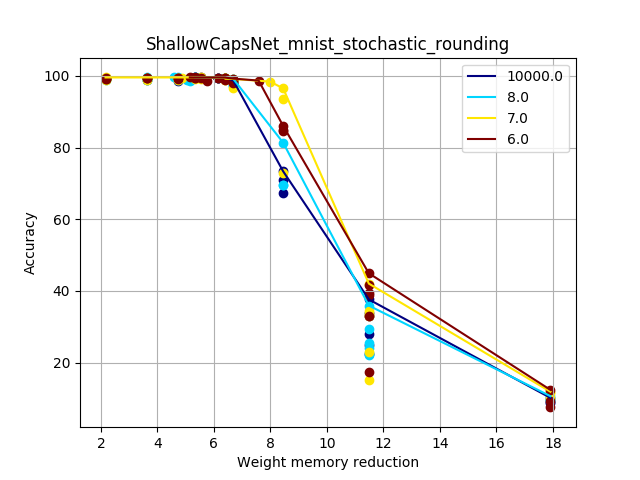 ShallowCapsNet_mnist_stochastic_rounding
10000.0
8.0
7.0
6.0
Accuracy
100
80
60
40
20
2 4 6 8 10 12 14 16 18
Weight memory reduction